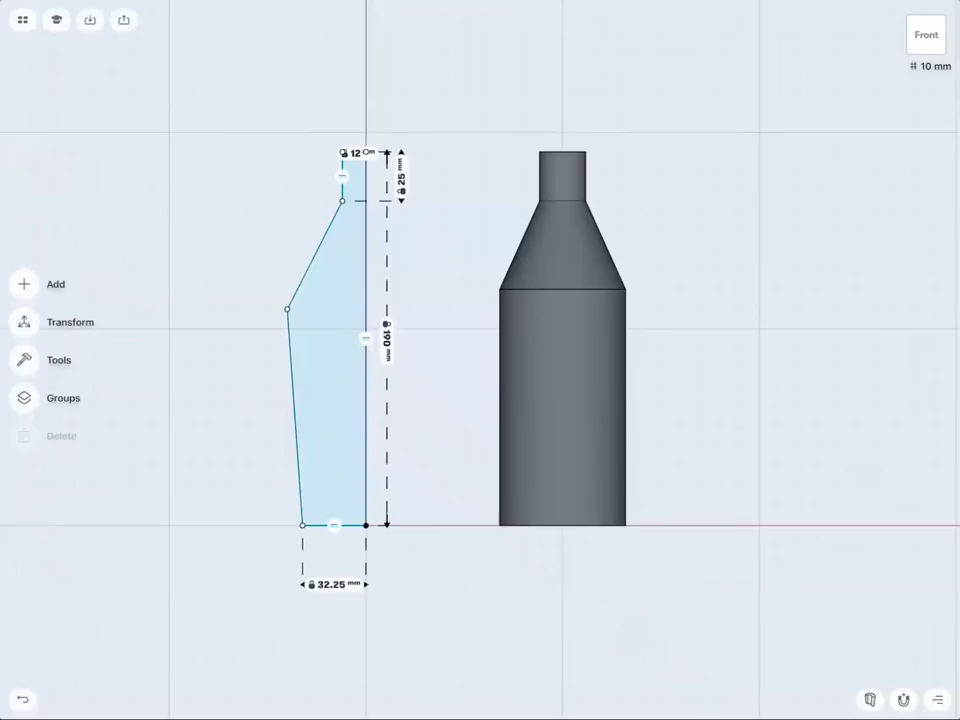 Front
# 10 mm
12 m
25 mm
Add
Transform
190 mm
Tools
Groups
Delete
32.25 mm